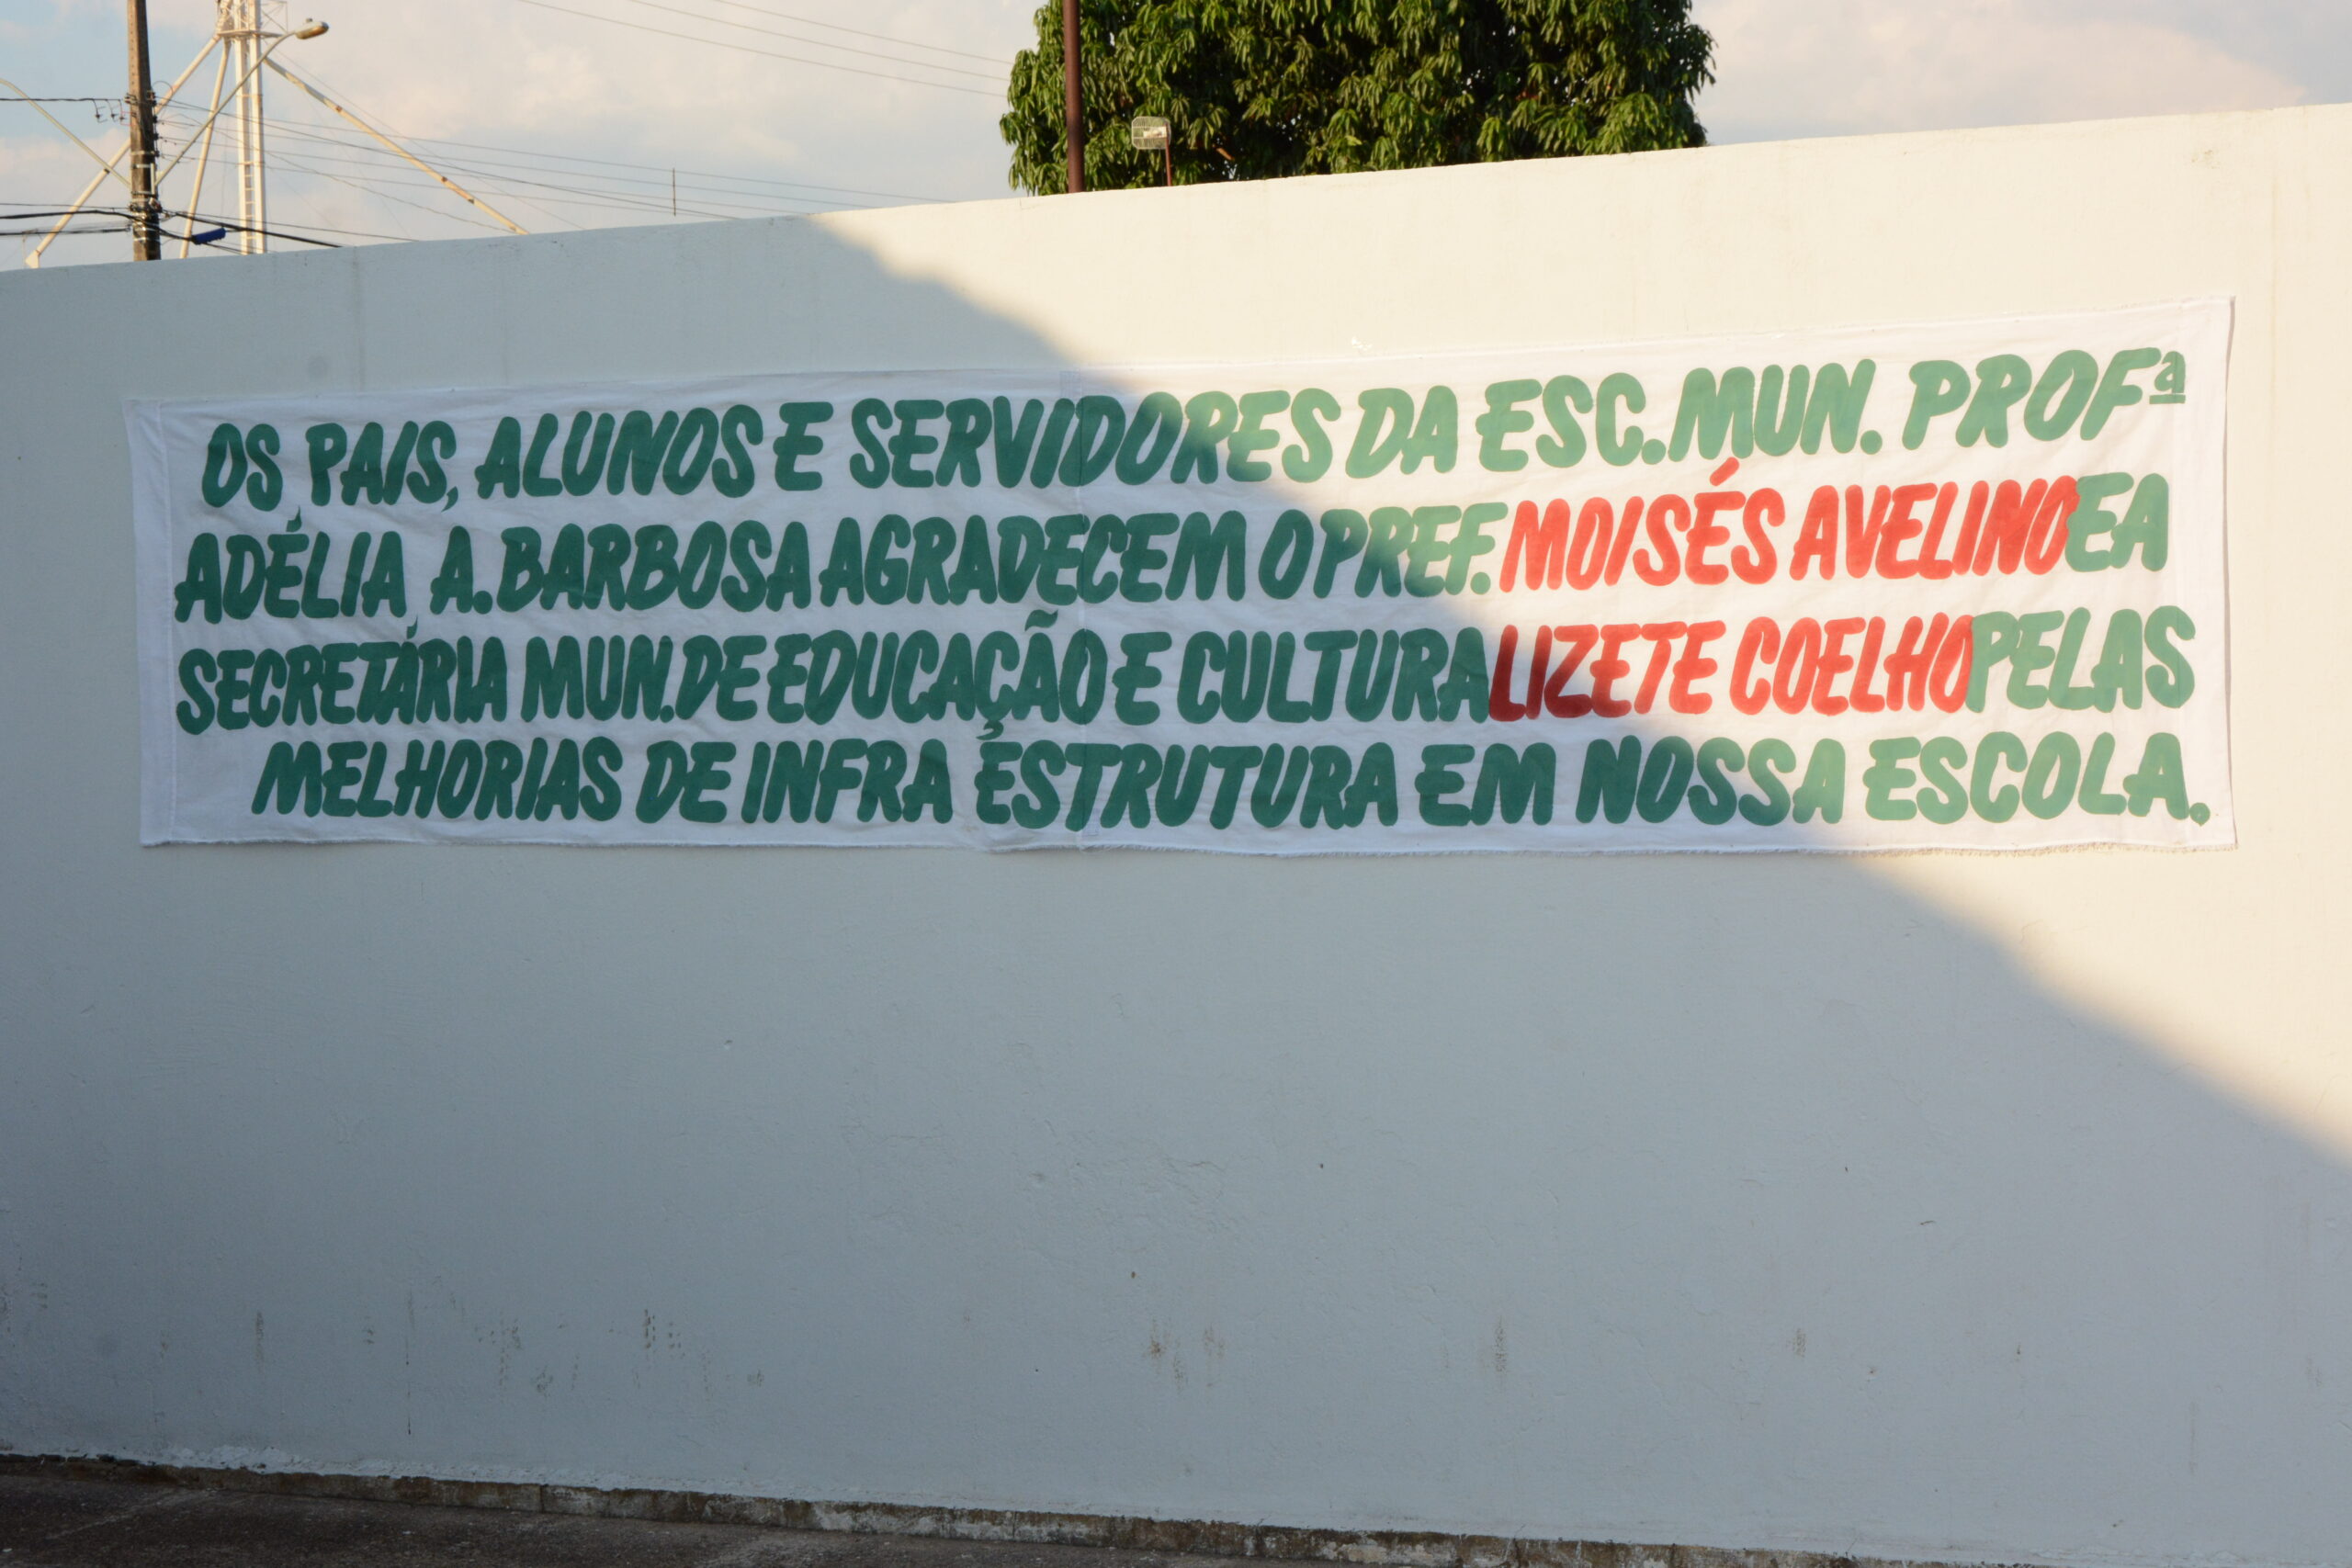 OS PAIS, ALUNOS E SERVIDORES DA ESC. MUN. PROFª
ADÉLIA A. BARBOSA AGRADECEM O PREF. MOISÉS AVELINO E A
SECRETÁRIA MUN. DE EDUCAÇÃO E CULTURA LIZETE COELHO PELAS
MELHORIAS DE INFRA ESTRUTURA EM NOSSA ESCOLA.